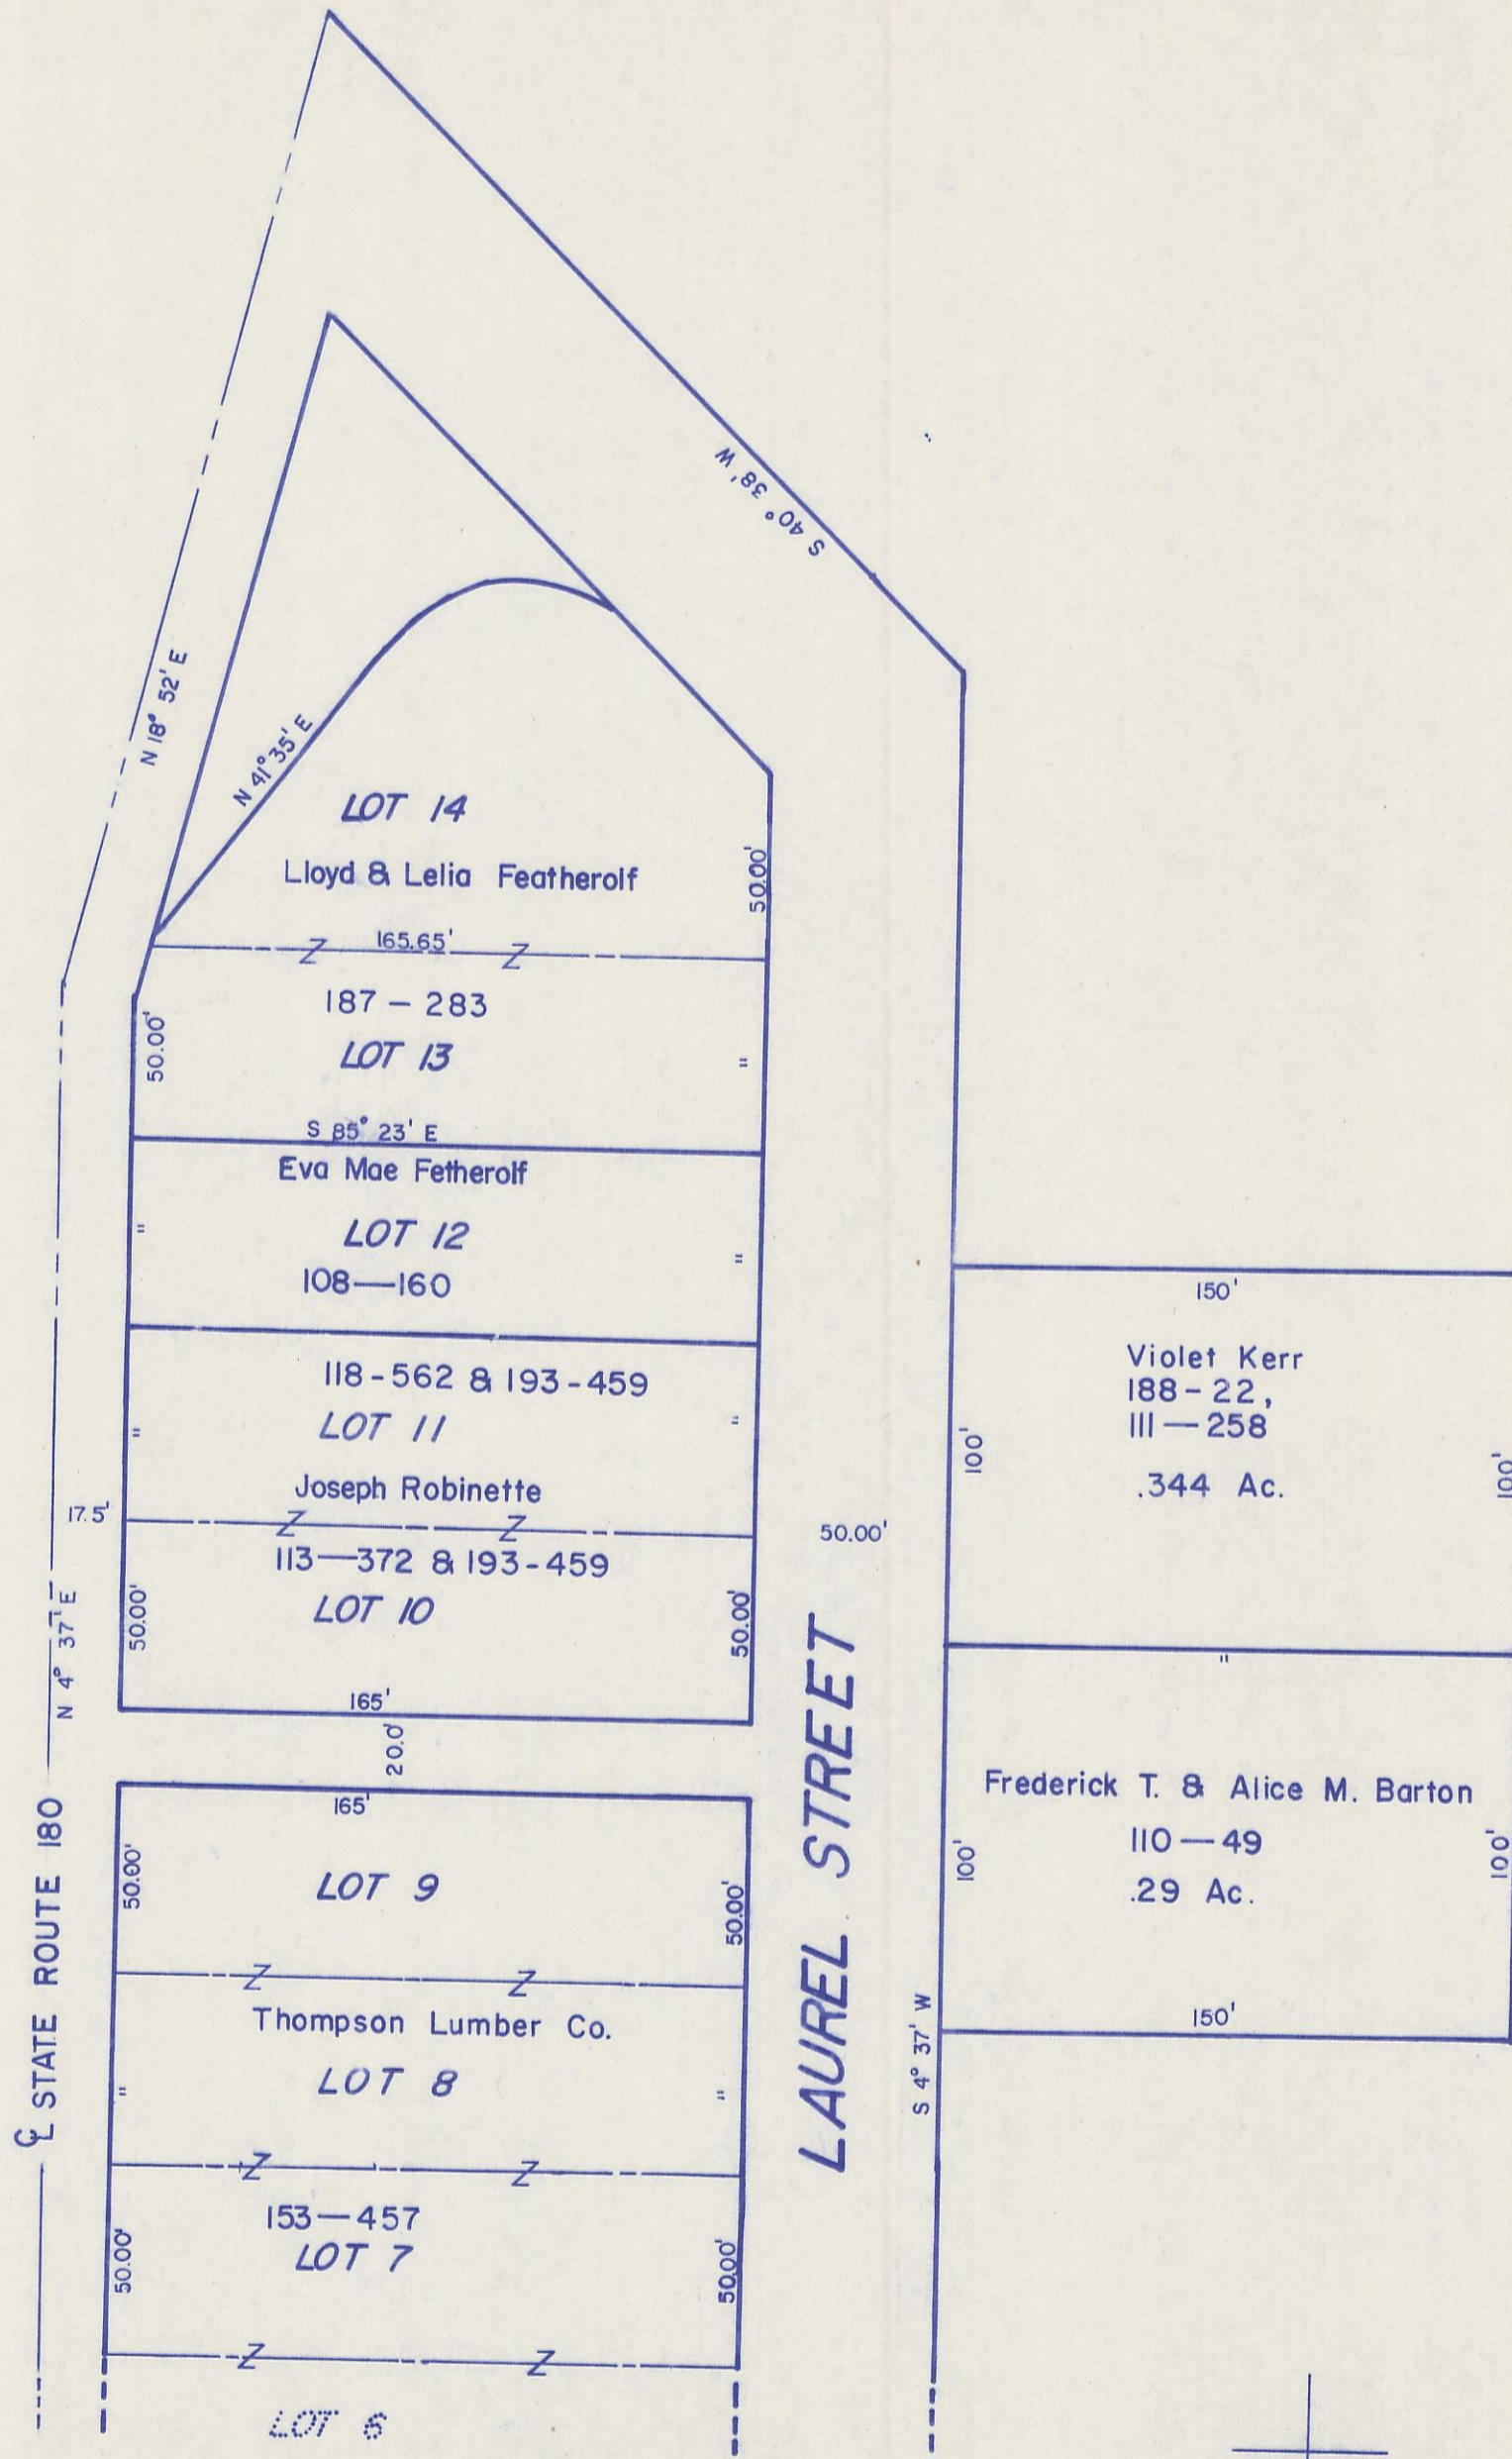 S 40° 38' W
N 18° 52' E
N 41° 35' E
LOT 14
Lloyd & Lelia Featherolf
50.00'
165.65'
187 - 283
LOT 13
50.00'
"
S 85° 23' E
Eva Mae Fetherolf
LOT 12
108-160
"
"
118-562 & 193-459
LOT 11
"
"
Joseph Robinette
17.5'
113-372 & 193-459
LOT 10
50.00'
50.00'
165'
20.0'
N 4° 37' E
℄ STATE ROUTE 180
165'
50.00'
LOT 9
50.00'
Thompson Lumber Co.
LOT 8
"
"
153-457
LOT 7
50.00'
50.00'
LOT 6
50.00'
LAUREL STREET
S 4° 37' W
150'
Violet Kerr
188-22,
111-258
.344 Ac.
100'
100'
"
Frederick T. & Alice M. Barton
110-49
.29 Ac.
100'
100'
150'